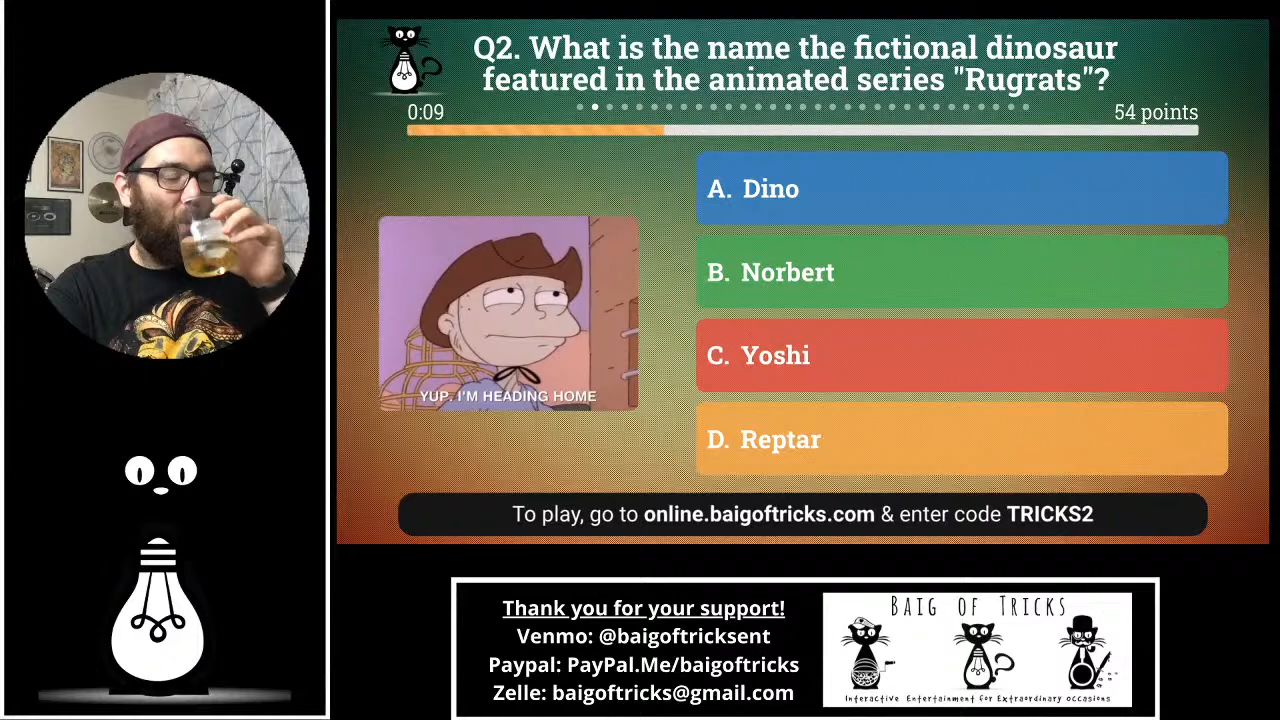 Q2. What is the name the fictional dinosaur
featured in the animated series "Rugrats"?
0:09
54 points
A. Dino
B. Norbert
C. Yoshi
D. Reptar
YUP, I'M HEADING HOME
To play, go to online.baigoftricks.com & enter code TRICKS2
Thank you for your support!
Venmo: @baigoftricksent
Paypal: PayPal.Me/baigoftricks
Zelle: baigoftricks@gmail.com
BAIG OF TRICKS
Interactive Entertainment for Extraordinary occasions